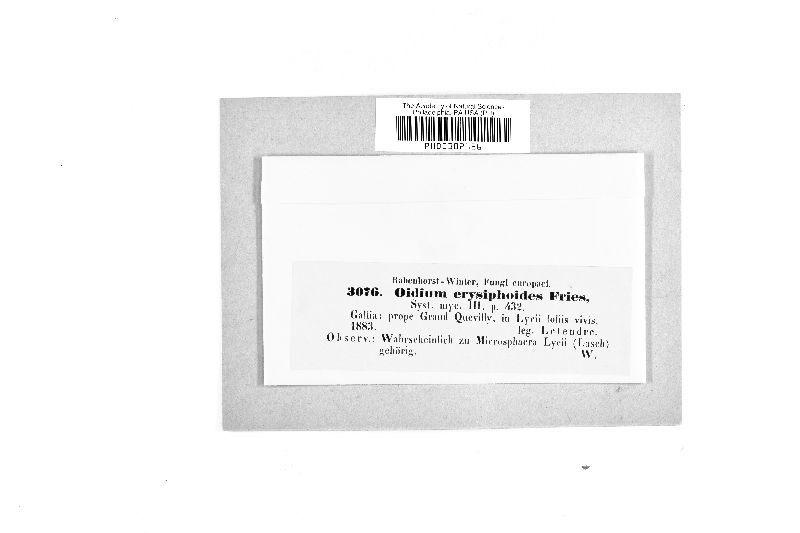 The Academy of Natural Sciences
Philadelphia, PA USA (PH)
Rabenhorst-Winter, Fungi europaei.
3076. Oidium erysiphoides Fries,
Syst. myc. III. p. 432.
Gallia: prope Grand Quevilly, in Lycii foliis vivis.
1883. leg. Letendre.
Observ.: Wahrscheinlich zu Microsphaera Lycii (Lasch)
gehörig. W.